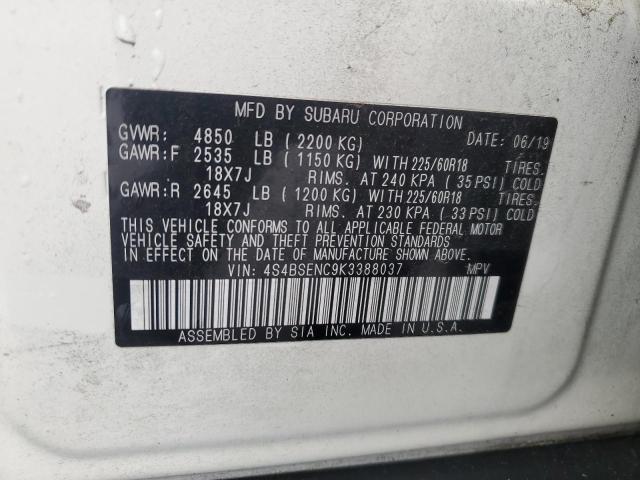 MFD BY SUBARU CORPORATION
GVWR: 4850 LB (2200 KG) DATE: 06/19
GAWR:F 2535 LB (1150 KG) WITH 225/60R18 TIRES.
18X7J RIMS. AT 240 KPA (35 PSI) COLD
GAWR:R 2645 LB (1200 KG) WITH 225/60R18 TIRES.
18X7J RIMS. AT 230 KPA (33 PSI) COLD
THIS VEHICLE CONFORMS TO ALL APPLICABLE FEDERAL MOTOR
VEHICLE SAFETY AND THEFT PREVENTION STANDARDS
IN EFFECT ON THE DATE OF MANUFACTURE SHOWN ABOVE.
VIN: 4S4BSENC9K3388037 MPV
ASSEMBLED BY SIA INC. MADE IN U.S.A.